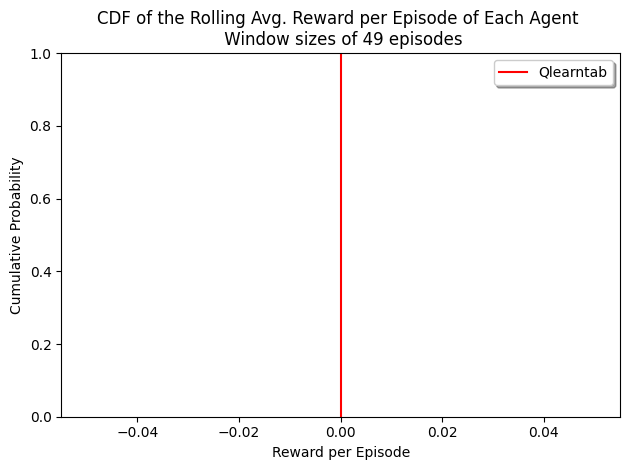 CDF of the Rolling Avg. Reward per Episode of Each Agent
Window sizes of 49 episodes
Qlearntab
Cumulative Probability
1.0
0.8
0.6
0.4
0.2
0.0
−0.04
−0.02
0.00
0.02
0.04
Reward per Episode